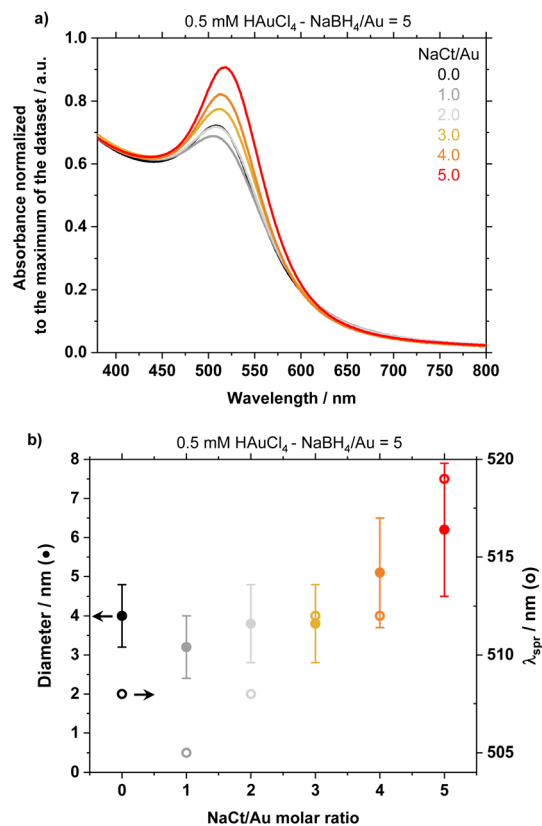 a)
0.5 mM HAuCl4 - NaBH4/Au = 5
Absorbance normalized
to the maximum of the dataset / a.u.
1.0
0.8
0.6
0.4
0.2
0.0
NaCt/Au
0.0
1.0
2.0
3.0
4.0
5.0
400 450 500 550 600 650 700 750 800
Wavelength / nm
b)
0.5 mM HAuCl4 - NaBH4/Au = 5
Diameter / nm (●)
8
7
6
5
4
3
2
1
0
520
515
510
505
λspr / nm (o)
0 1 2 3 4 5
NaCt/Au molar ratio